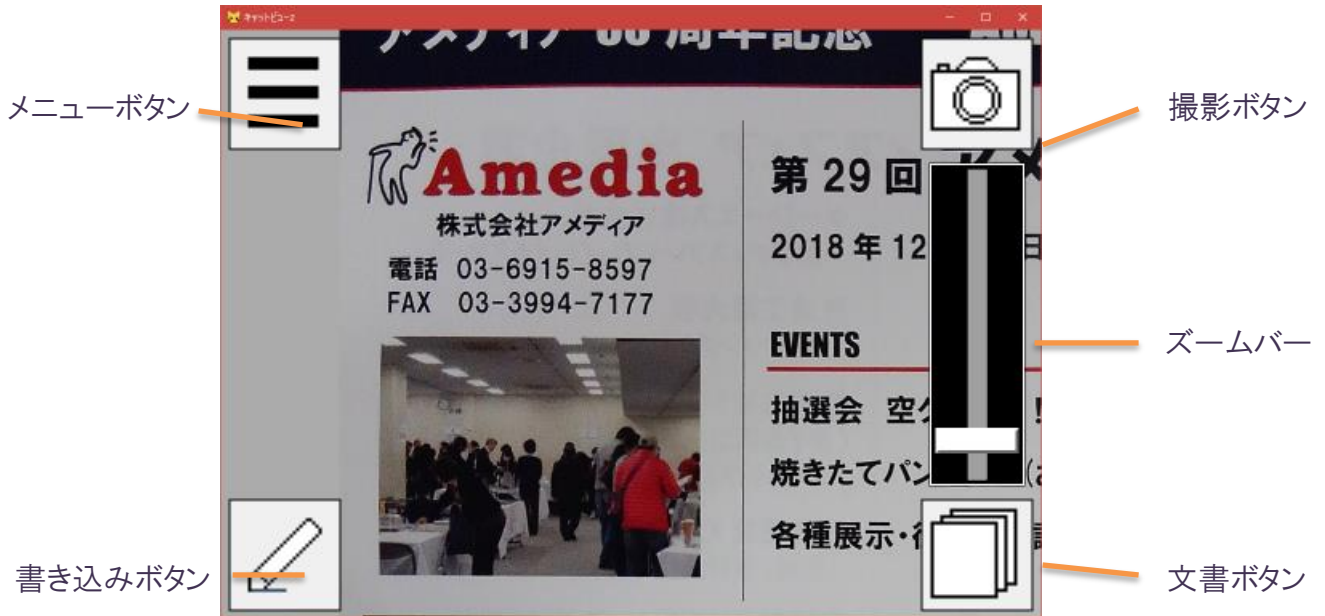 キャットビュー
アメディア 周年記念
メニューボタン
撮影ボタン
Amedia
株式会社アメディア
電話 03-6915-8597
FAX 03-3994-7177
第 29 回
2018 年 12 日
EVENTS
ズームバー
抽選会 空 !
焼きたてパン
各種展示・
書き込みボタン
文書ボタン